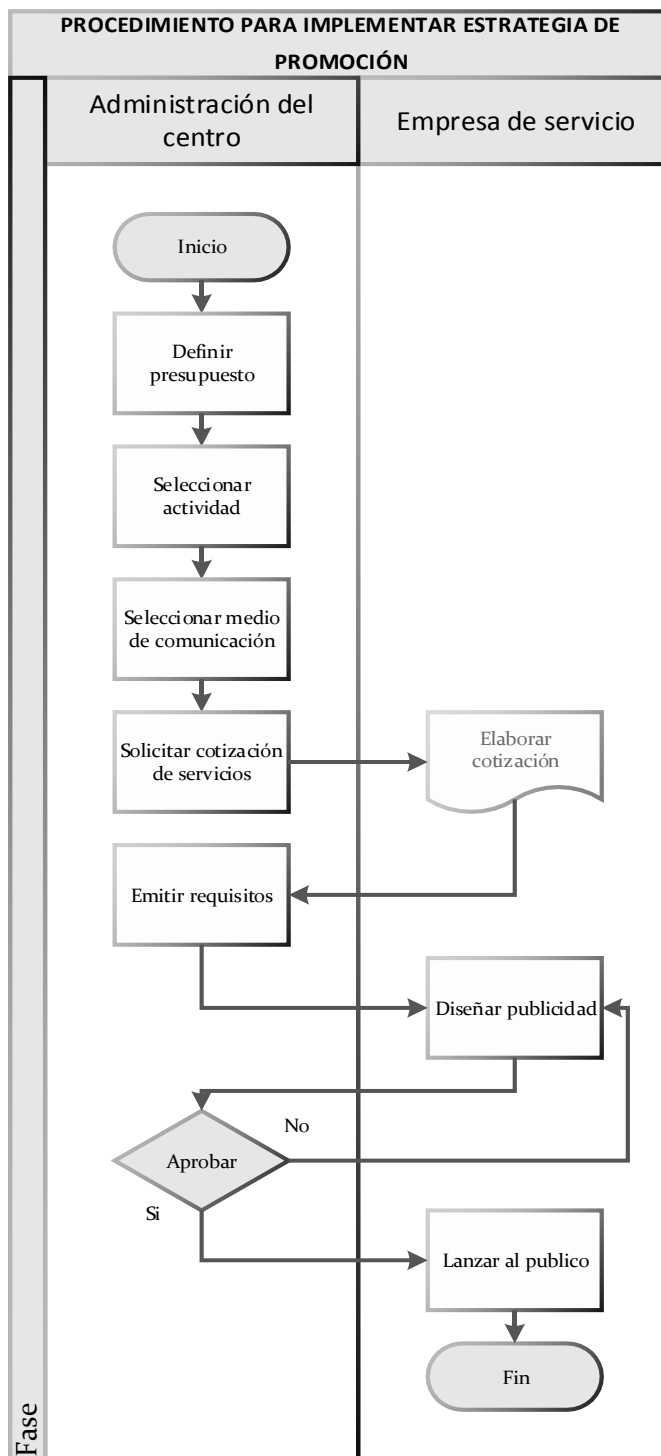 PROCEDIMIENTO PARA IMPLEMENTAR ESTRATEGIA DE
PROMOCIÓN
Administración del
centro
Empresa de servicio
Inicio
Definir
presupuesto
Seleccionar
actividad
Seleccionar medio
de comunicación
Solicitar cotización
de servicios
Elaborar
cotización
Emitir requisitos
Diseñar publicidad
No
Aprobar
Si
Lanzar al publico
Fin
Fase